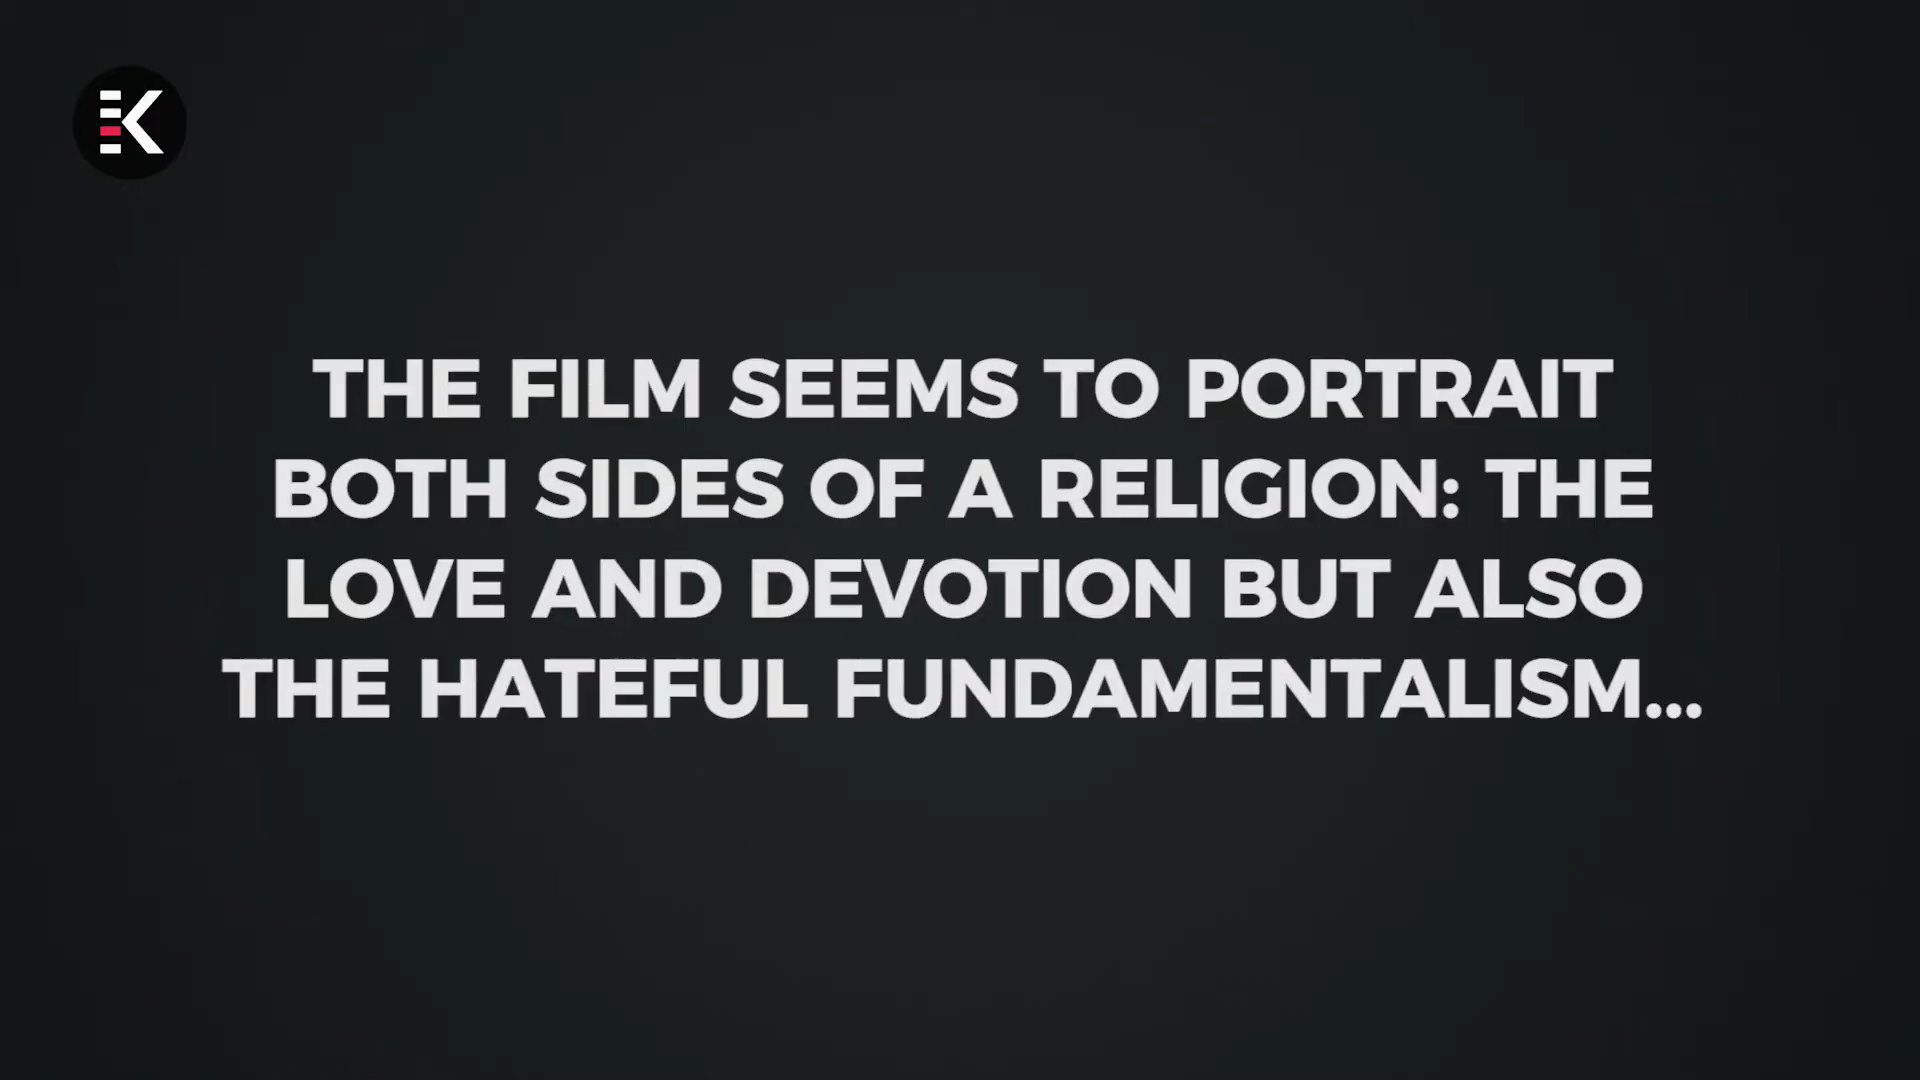 K
THE FILM SEEMS TO PORTRAIT
BOTH SIDES OF A RELIGION: THE
LOVE AND DEVOTION BUT ALSO
THE HATEFUL FUNDAMENTALISM...